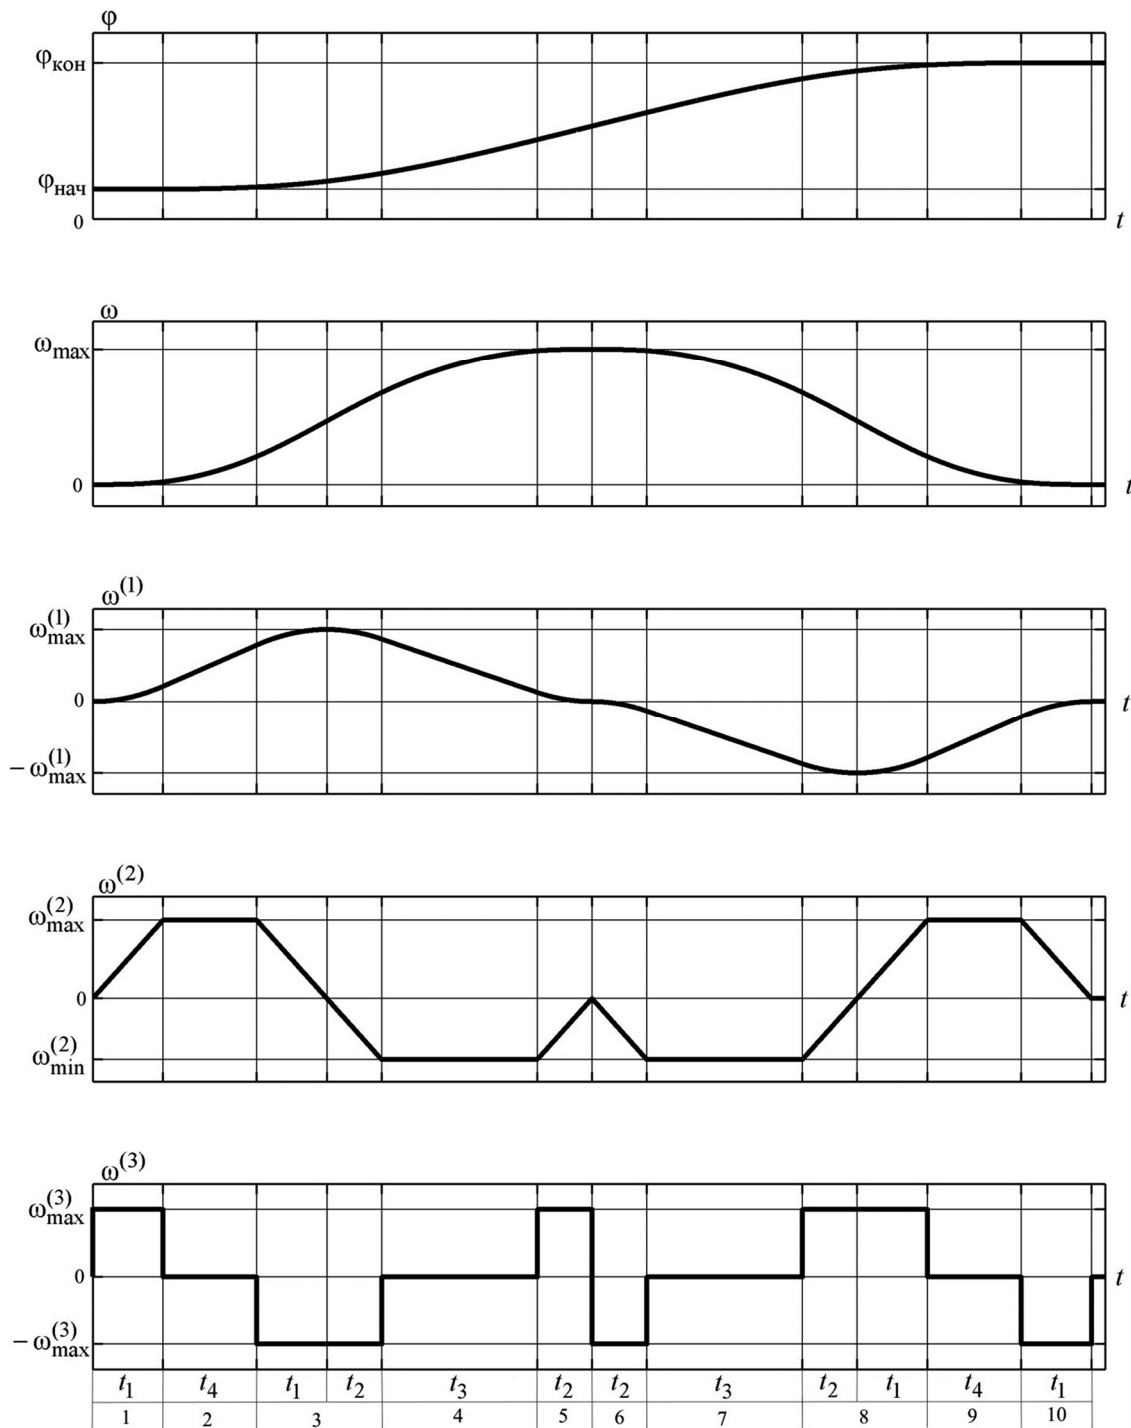 φ
φкон
φнач
0
t
ω
ωmax
0
t
ω(1)
ω(1)max
0
t
−ω(1)max
ω(2)
ω(2)max
0
t
ω(2)min
ω(3)
ω(3)max
0
t
−ω(3)max
t1 t4 t1 t2 t3 t2 t2 t3 t2 t1 t4 t1
1 2 3 4 5 6 7 8 9 10